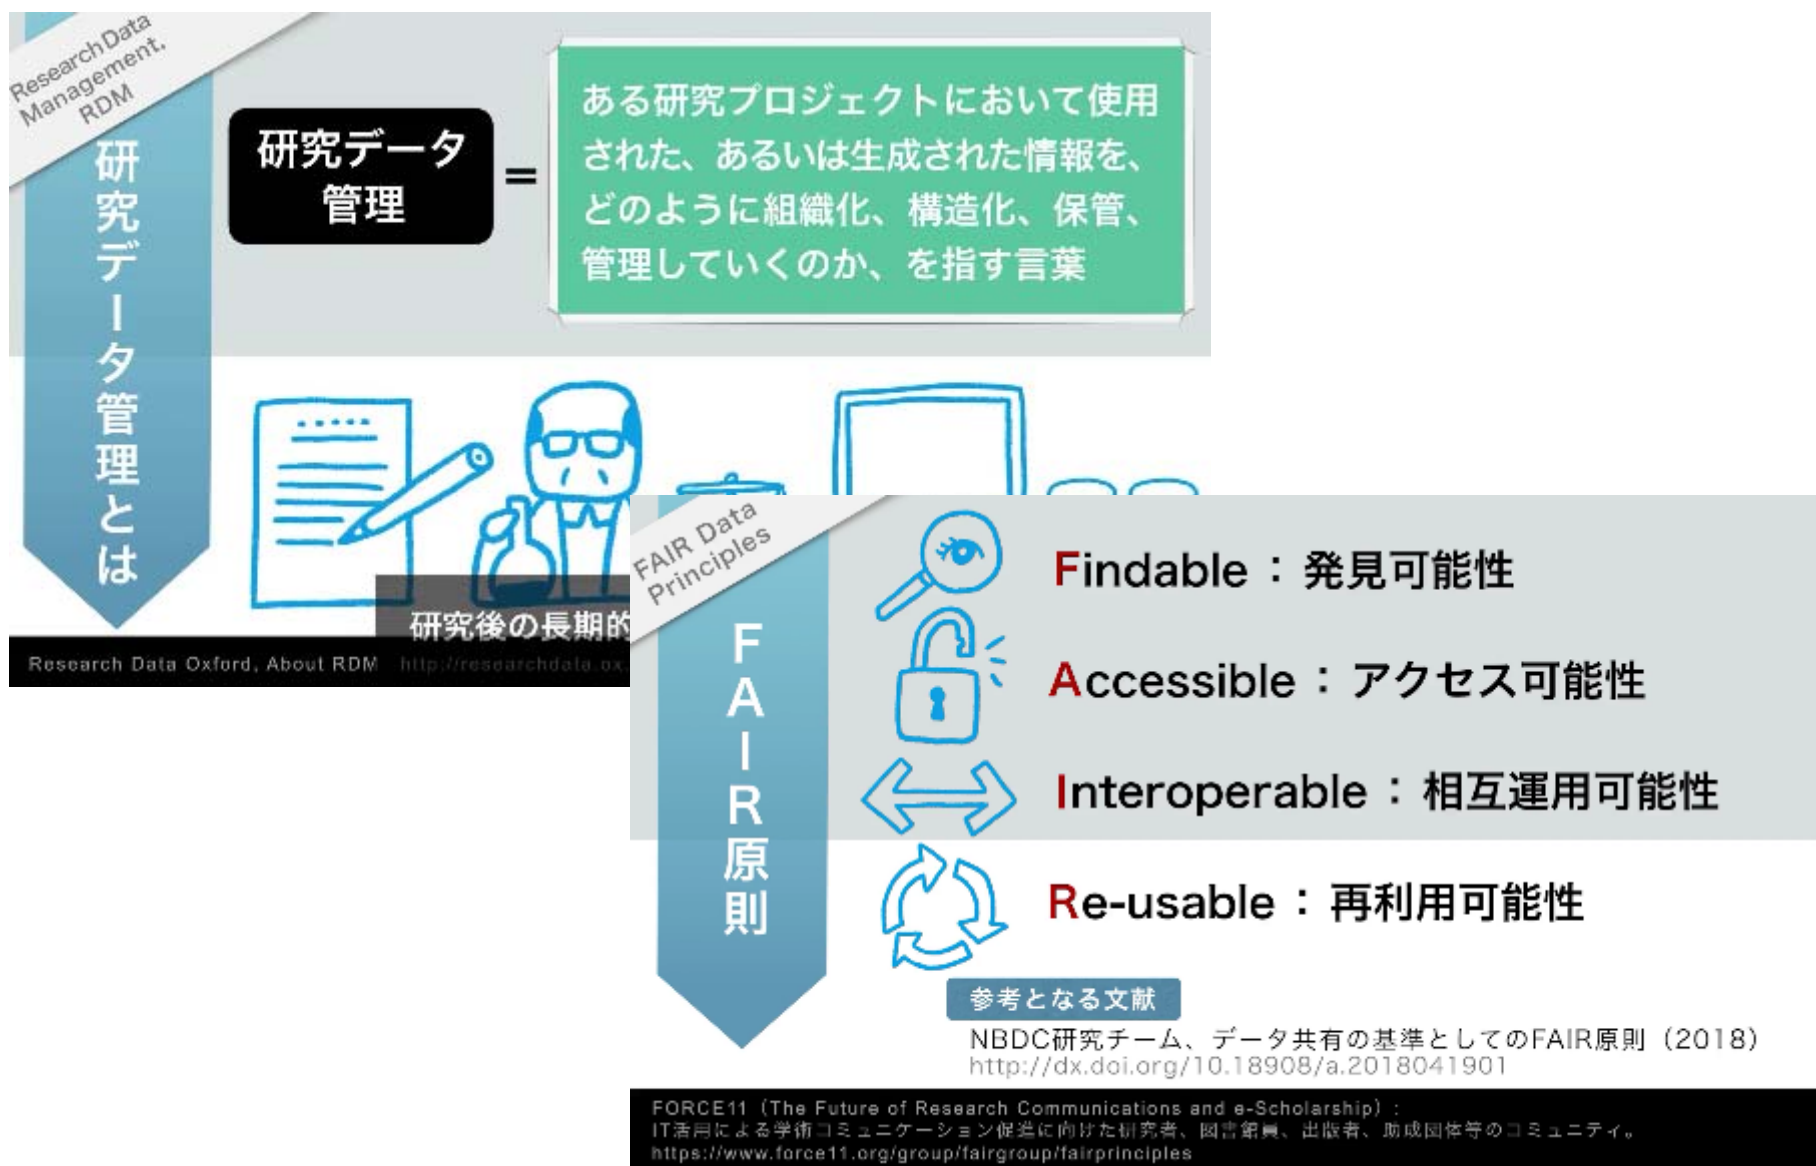 Research Data
Management,
RDM
研究データ管理とは
研究データ
管理
=
ある研究プロジェクトにおいて使用
された、あるいは生成された情報を、
どのように組織化、構造化、保管、
管理していくのか、を指す言葉
研究後の長期的
Research Data Oxford, About RDM http://researchdata.ox.
FAIR Data
Principles
FAIR原則
Findable：発見可能性
Accessible：アクセス可能性
Interoperable：相互運用可能性
Re-usable：再利用可能性
参考となる文献
NBDC研究チーム、データ共有の基準としてのFAIR原則（2018）
http://dx.doi.org/10.18908/a.2018041901
FORCE11（The Future of Research Communications and e-Scholarship）:
IT活用による学術コミュニケーション促進に向けた研究者、図書館員、出版者、助成団体等のコミュニティ。
https://www.force11.org/group/fairgroup/fairprinciples